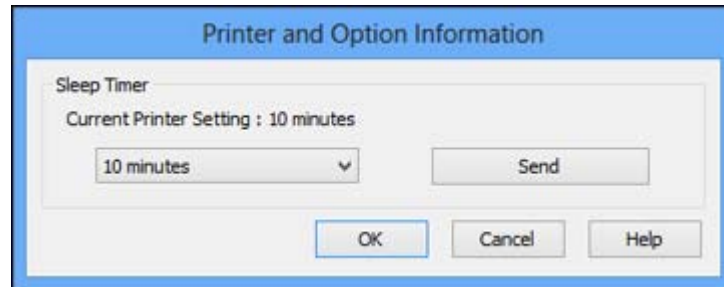 Printer and Option Information
Sleep Timer
Current Printer Setting : 10 minutes
10 minutes Send
OK Cancel Help